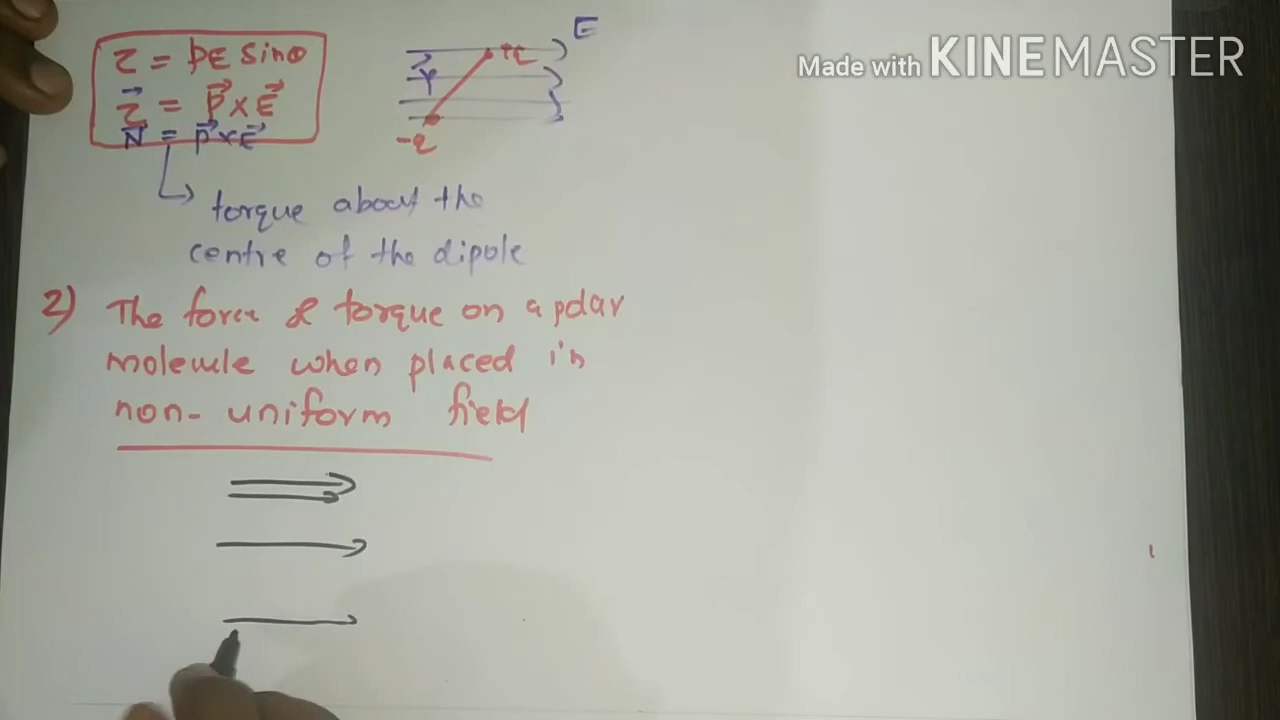 τ = PE sinθ
τ⃗ = P⃗ × E⃗
N⃗ = P⃗ × E⃗
torque about the
centre of the dipole
E
+q
-q
2) The force & torque on a polar
molecule when placed in
non-uniform field
Made with KINEMASTER